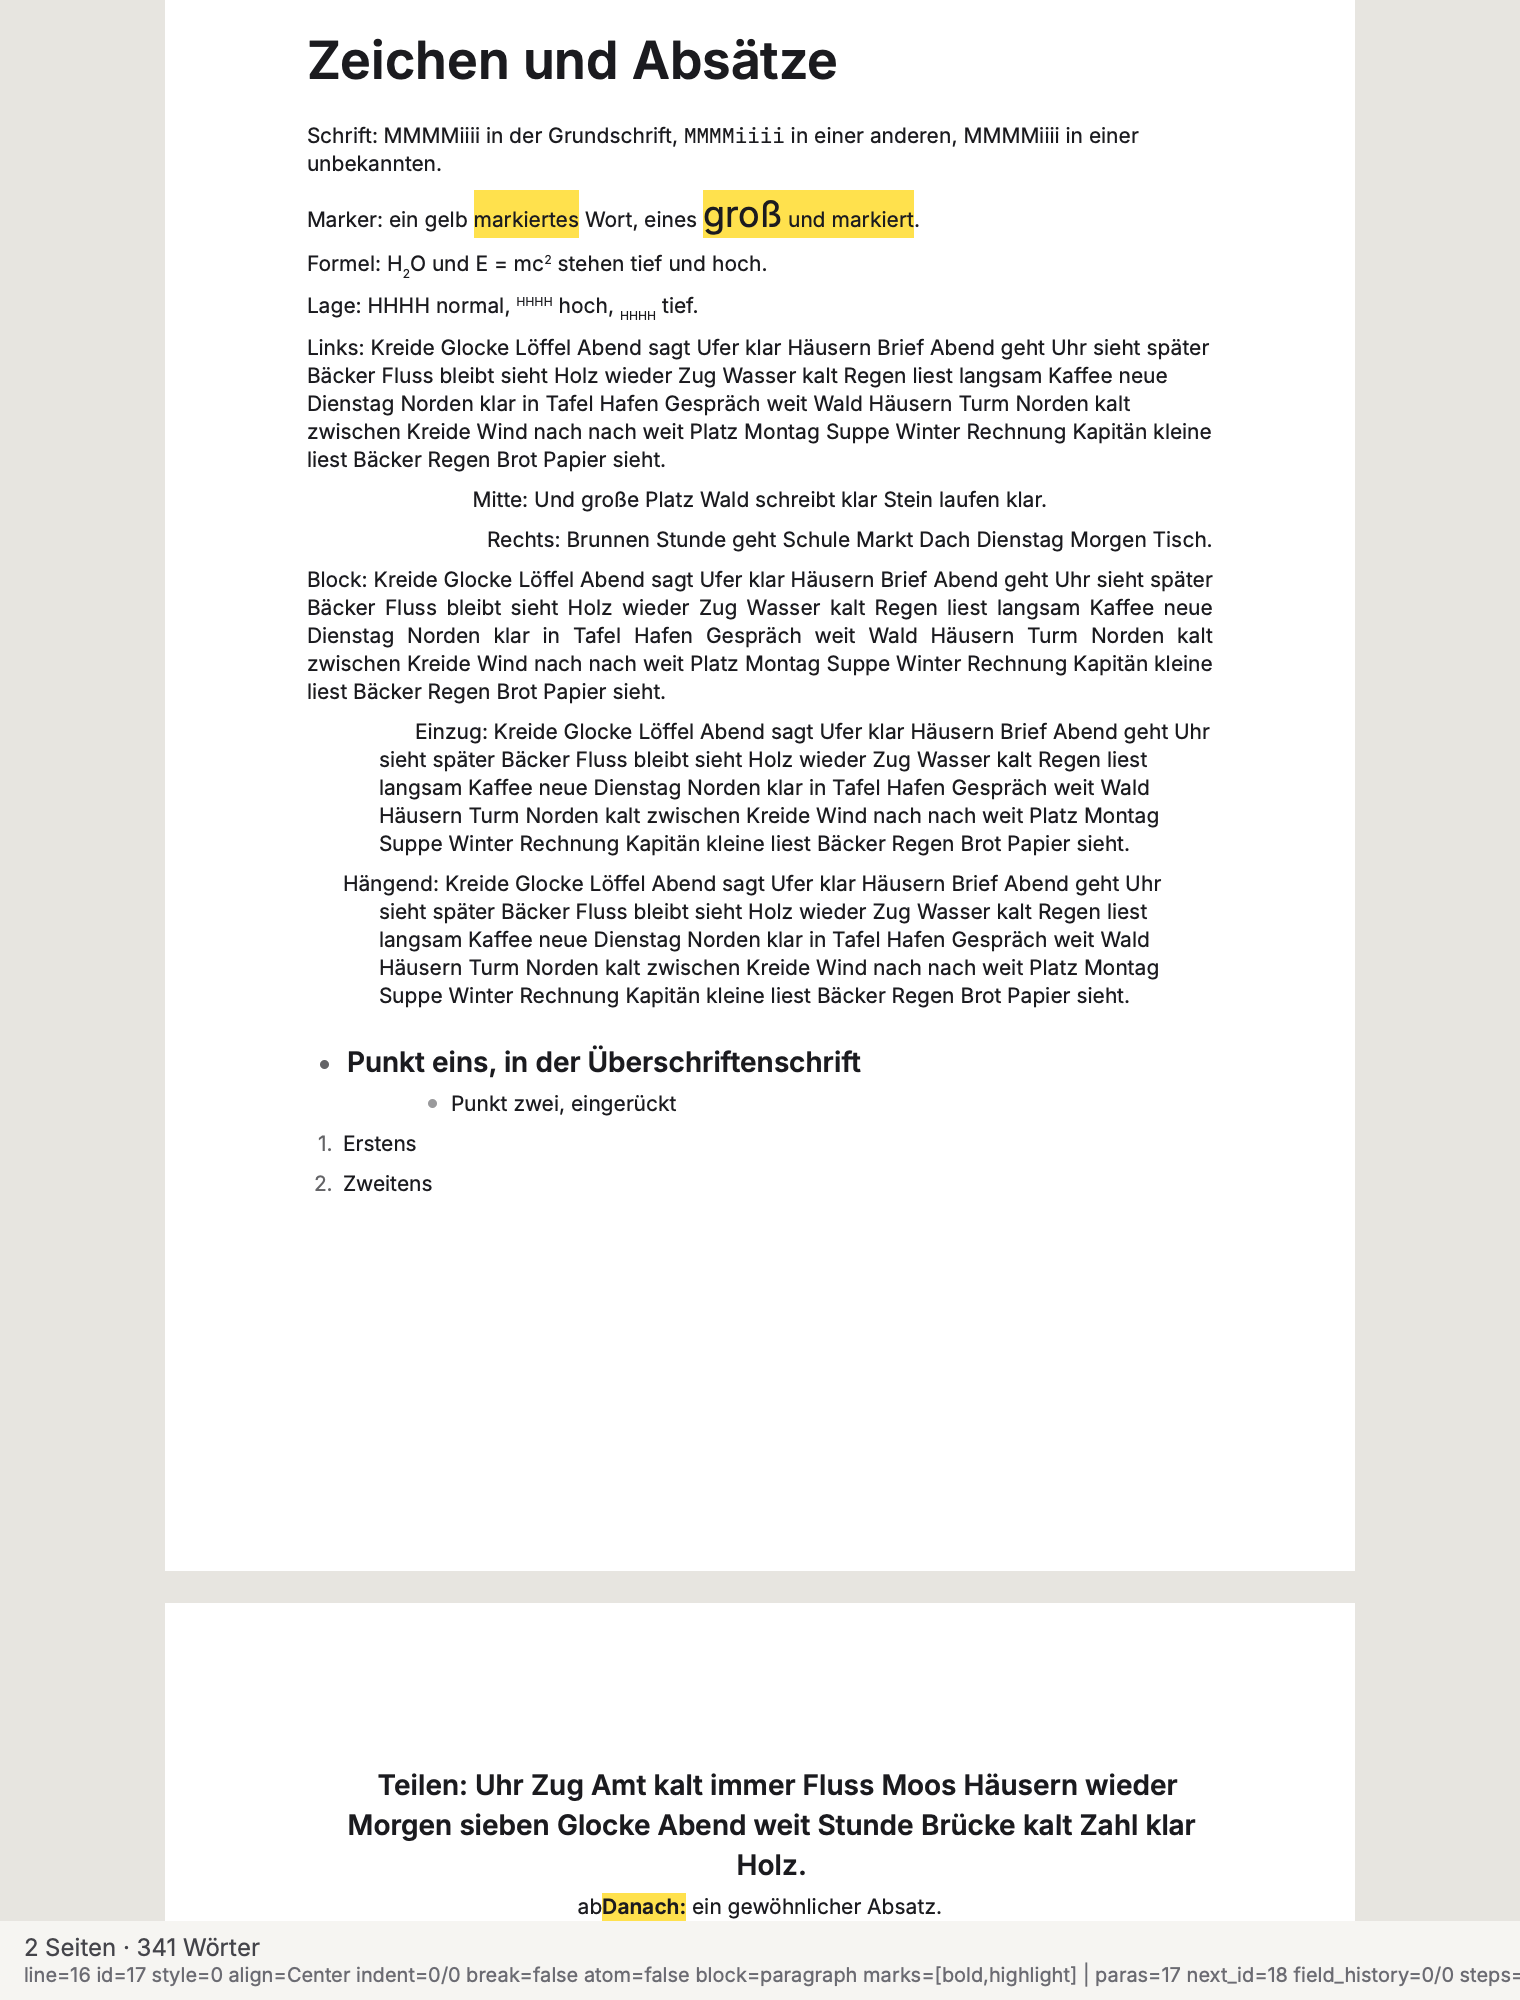 Zeichen und Absätze
Schrift: MMMMiiii in der Grundschrift, MMMMiiii in einer anderen, MMMMiiii in einer
unbekannten.
Marker: ein gelb markiertes Wort, eines groß und markiert.
Formel: H₂O und E = mc² stehen tief und hoch.
Lage: HHHH normal, HHHH hoch, HHHH tief.
Links: Kreide Glocke Löffel Abend sagt Ufer klar Häusern Brief Abend geht Uhr sieht später
Bäcker Fluss bleibt sieht Holz wieder Zug Wasser kalt Regen liest langsam Kaffee neue
Dienstag Norden klar in Tafel Hafen Gespräch weit Wald Häusern Turm Norden kalt
zwischen Kreide Wind nach nach weit Platz Montag Suppe Winter Rechnung Kapitän kleine
liest Bäcker Regen Brot Papier sieht.
Mitte: Und große Platz Wald schreibt klar Stein laufen klar.
Rechts: Brunnen Stunde geht Schule Markt Dach Dienstag Morgen Tisch.
Block: Kreide Glocke Löffel Abend sagt Ufer klar Häusern Brief Abend geht Uhr sieht später
Bäcker Fluss bleibt sieht Holz wieder Zug Wasser kalt Regen liest langsam Kaffee neue
Dienstag Norden klar in Tafel Hafen Gespräch weit Wald Häusern Turm Norden kalt
zwischen Kreide Wind nach nach weit Platz Montag Suppe Winter Rechnung Kapitän kleine
liest Bäcker Regen Brot Papier sieht.
Einzug: Kreide Glocke Löffel Abend sagt Ufer klar Häusern Brief Abend geht Uhr
sieht später Bäcker Fluss bleibt sieht Holz wieder Zug Wasser kalt Regen liest
langsam Kaffee neue Dienstag Norden klar in Tafel Hafen Gespräch weit Wald
Häusern Turm Norden kalt zwischen Kreide Wind nach nach weit Platz Montag
Suppe Winter Rechnung Kapitän kleine liest Bäcker Regen Brot Papier sieht.
Hängend: Kreide Glocke Löffel Abend sagt Ufer klar Häusern Brief Abend geht Uhr
sieht später Bäcker Fluss bleibt sieht Holz wieder Zug Wasser kalt Regen liest
langsam Kaffee neue Dienstag Norden klar in Tafel Hafen Gespräch weit Wald
Häusern Turm Norden kalt zwischen Kreide Wind nach nach weit Platz Montag
Suppe Winter Rechnung Kapitän kleine liest Bäcker Regen Brot Papier sieht.
• Punkt eins, in der Überschriftenschrift
• Punkt zwei, eingerückt
1. Erstens
2. Zweitens
Teilen: Uhr Zug Amt kalt immer Fluss Moos Häusern wieder
Morgen sieben Glocke Abend weit Stunde Brücke kalt Zahl klar
Holz.
abDanach: ein gewöhnlicher Absatz.
2 Seiten · 341 Wörter
line=16 id=17 style=0 align=Center indent=0/0 break=false atom=false block=paragraph marks=[bold,highlight] | paras=17 next_id=18 field_history=0/0 steps=